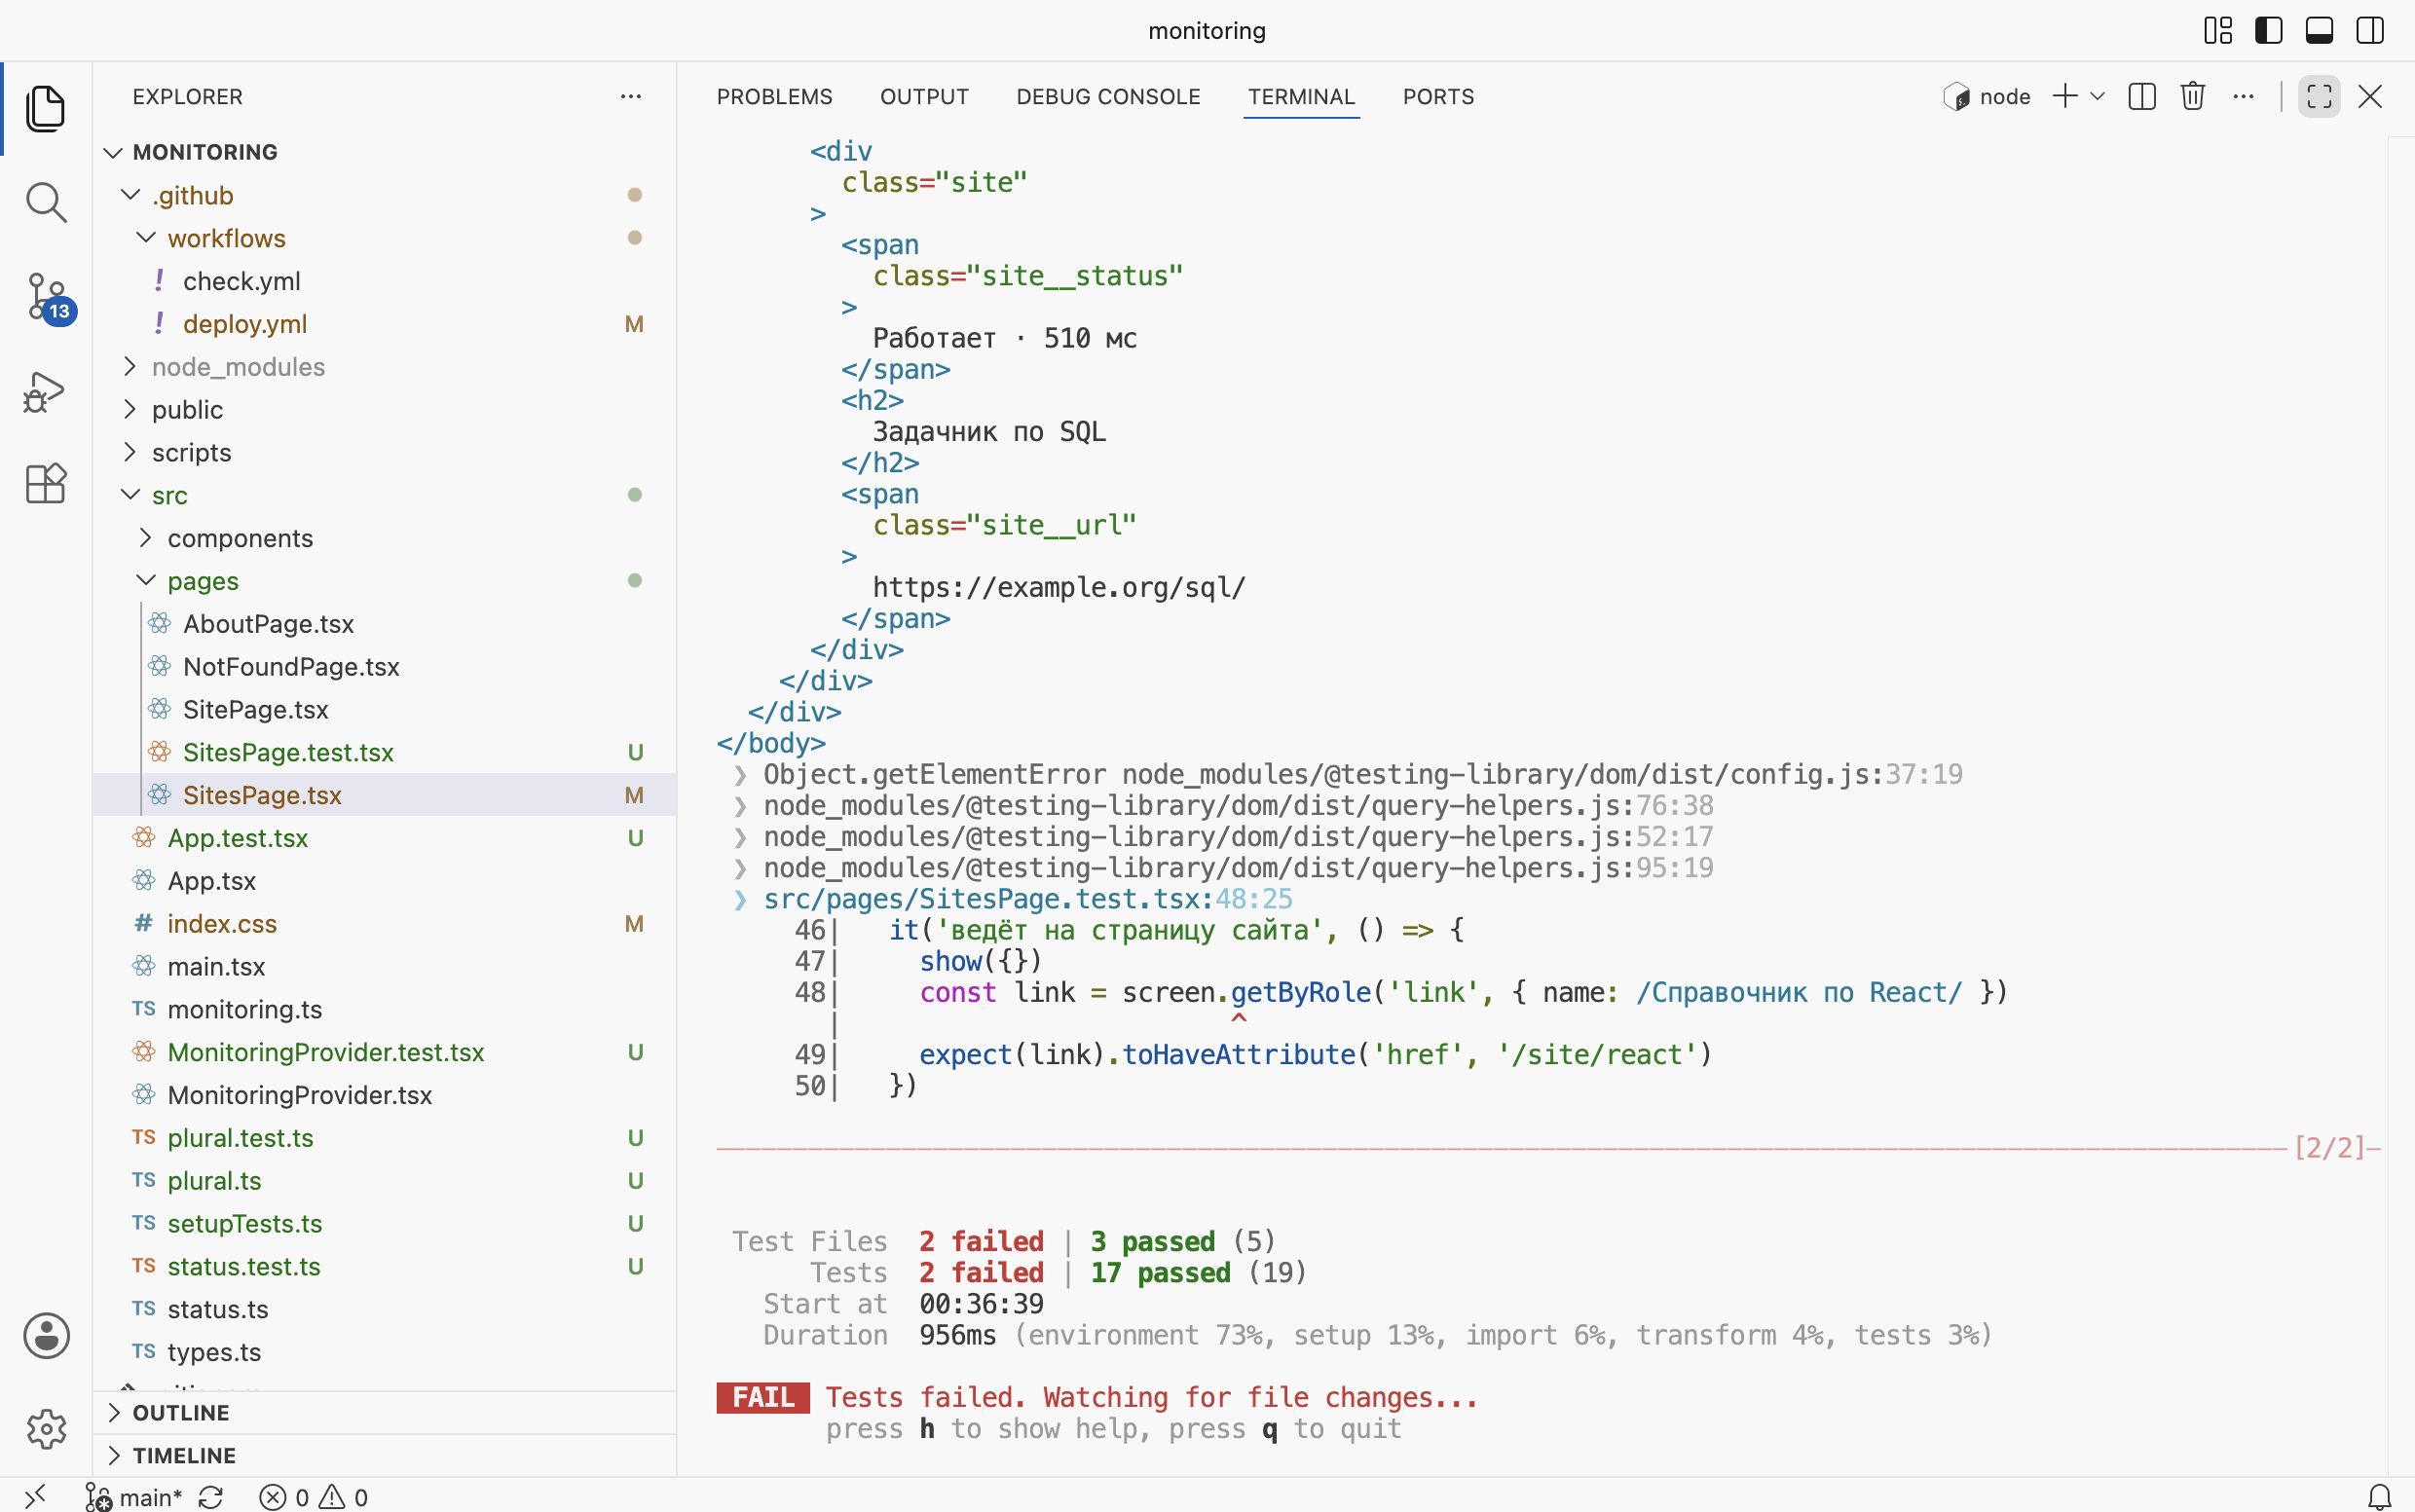 monitoring
EXPLORER
MONITORING
.github
workflows
! check.yml
! deploy.yml M
node_modules
public
scripts
src
components
pages
AboutPage.tsx
NotFoundPage.tsx
SitePage.tsx
SitesPage.test.tsx U
SitesPage.tsx M
App.test.tsx U
App.tsx
# index.css M
main.tsx
TS monitoring.ts
MonitoringProvider.test.tsx U
MonitoringProvider.tsx
TS plural.test.ts U
TS plural.ts U
TS setupTests.ts U
TS status.test.ts U
TS status.ts
TS types.ts
OUTLINE
TIMELINE
13
PROBLEMS OUTPUT DEBUG CONSOLE TERMINAL PORTS
node
<div
class="site"
>
<span
class="site__status"
>
Работает · 510 мс
</span>
<h2>
Задачник по SQL
</h2>
<span
class="site__url"
>
https://example.org/sql/
</span>
</div>
</div>
</div>
</body>
❯ Object.getElementError node_modules/@testing-library/dom/dist/config.js:37:19
❯ node_modules/@testing-library/dom/dist/query-helpers.js:76:38
❯ node_modules/@testing-library/dom/dist/query-helpers.js:52:17
❯ node_modules/@testing-library/dom/dist/query-helpers.js:95:19
❯ src/pages/SitesPage.test.tsx:48:25
46| it('ведёт на страницу сайта', () => {
47| show({})
48| const link = screen.getByRole('link', { name: /Справочник по React/ })
| ^
49| expect(link).toHaveAttribute('href', '/site/react')
50| })
[2/2]
Test Files 2 failed | 3 passed (5)
Tests 2 failed | 17 passed (19)
Start at 00:36:39
Duration 956ms (environment 73%, setup 13%, import 6%, transform 4%, tests 3%)
FAIL Tests failed. Watching for file changes...
press h to show help, press q to quit
main* 0 0